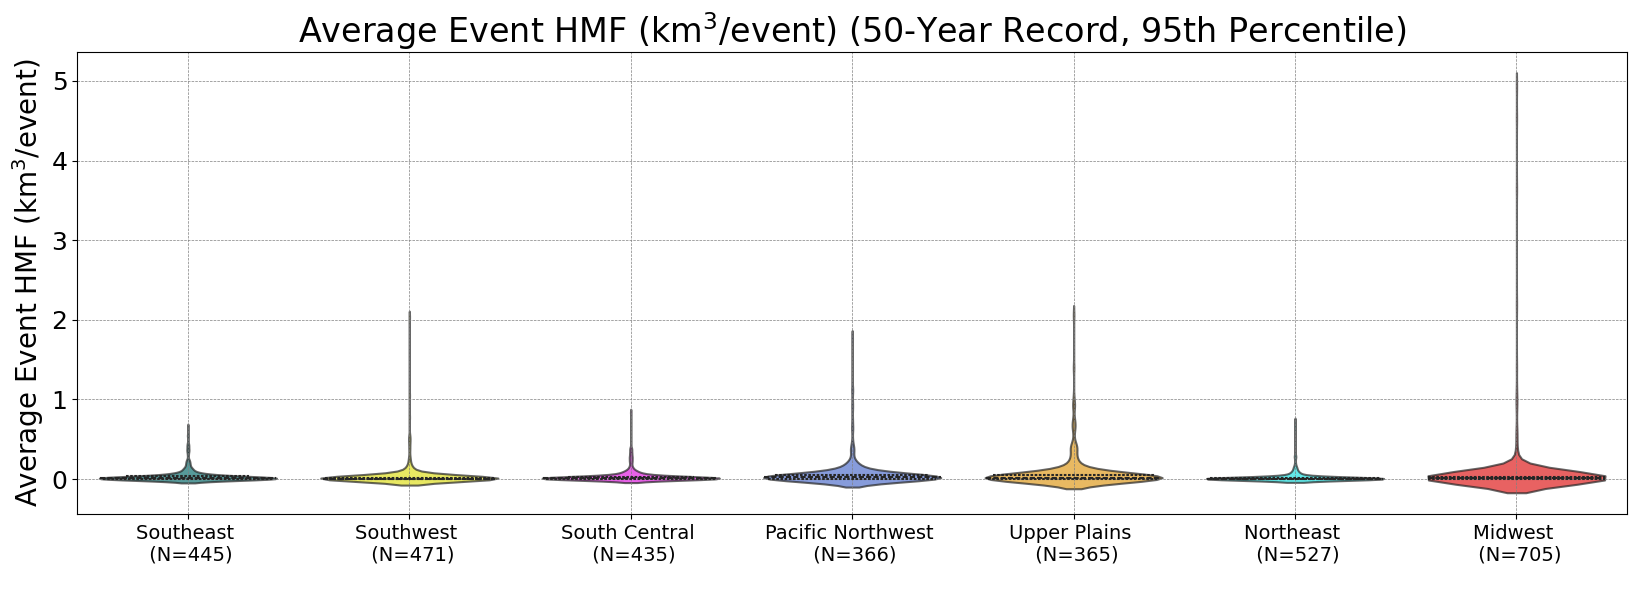 Average Event HMF (km³/event) (50-Year Record, 95th Percentile)
Average Event HMF (km³/event)
5
4
3
2
1
0
Southeast
(N=445)
Southwest
(N=471)
South Central
(N=435)
Pacific Northwest
(N=366)
Upper Plains
(N=365)
Northeast
(N=527)
Midwest
(N=705)